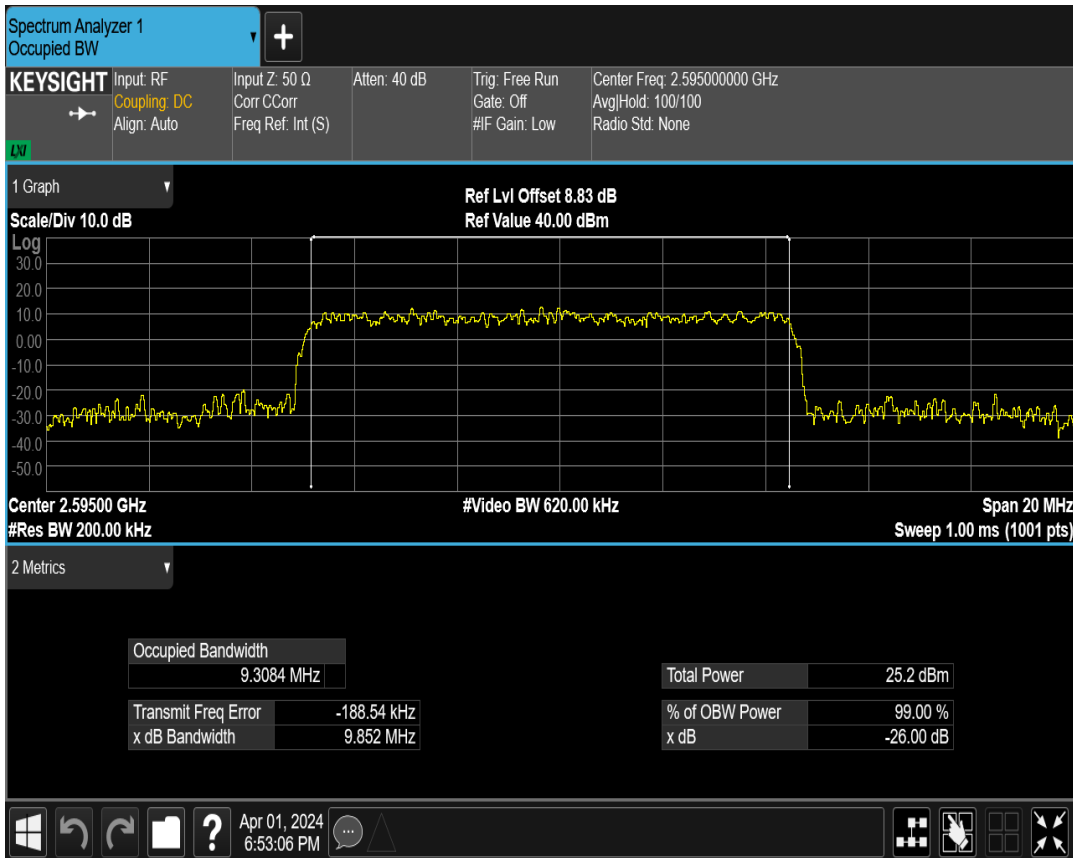 Spectrum Analyzer 1
Occupied BW
KEYSIGHT
LXI
Input: RF
Coupling: DC
Align: Auto
Input Z: 50 Ω
Corr CCorr
Freq Ref: Int (S)
Atten: 40 dB
Trig: Free Run
Gate: Off
#IF Gain: Low
Center Freq: 2.595000000 GHz
Avg|Hold: 100/100
Radio Std: None
1 Graph
Scale/Div 10.0 dB
Ref Lvl Offset 8.83 dB
Ref Value 40.00 dBm
Log
30.0
20.0
10.0
0.00
-10.0
-20.0
-30.0
-40.0
-50.0
Center 2.59500 GHz
#Video BW 620.00 kHz
Span 20 MHz
#Res BW 200.00 kHz
Sweep 1.00 ms (1001 pts)
2 Metrics
Occupied Bandwidth
9.3084 MHz
Total Power 25.2 dBm
Transmit Freq Error -188.54 kHz
% of OBW Power 99.00 %
x dB Bandwidth 9.852 MHz
x dB -26.00 dB
?
Apr 01, 2024
6:53:06 PM